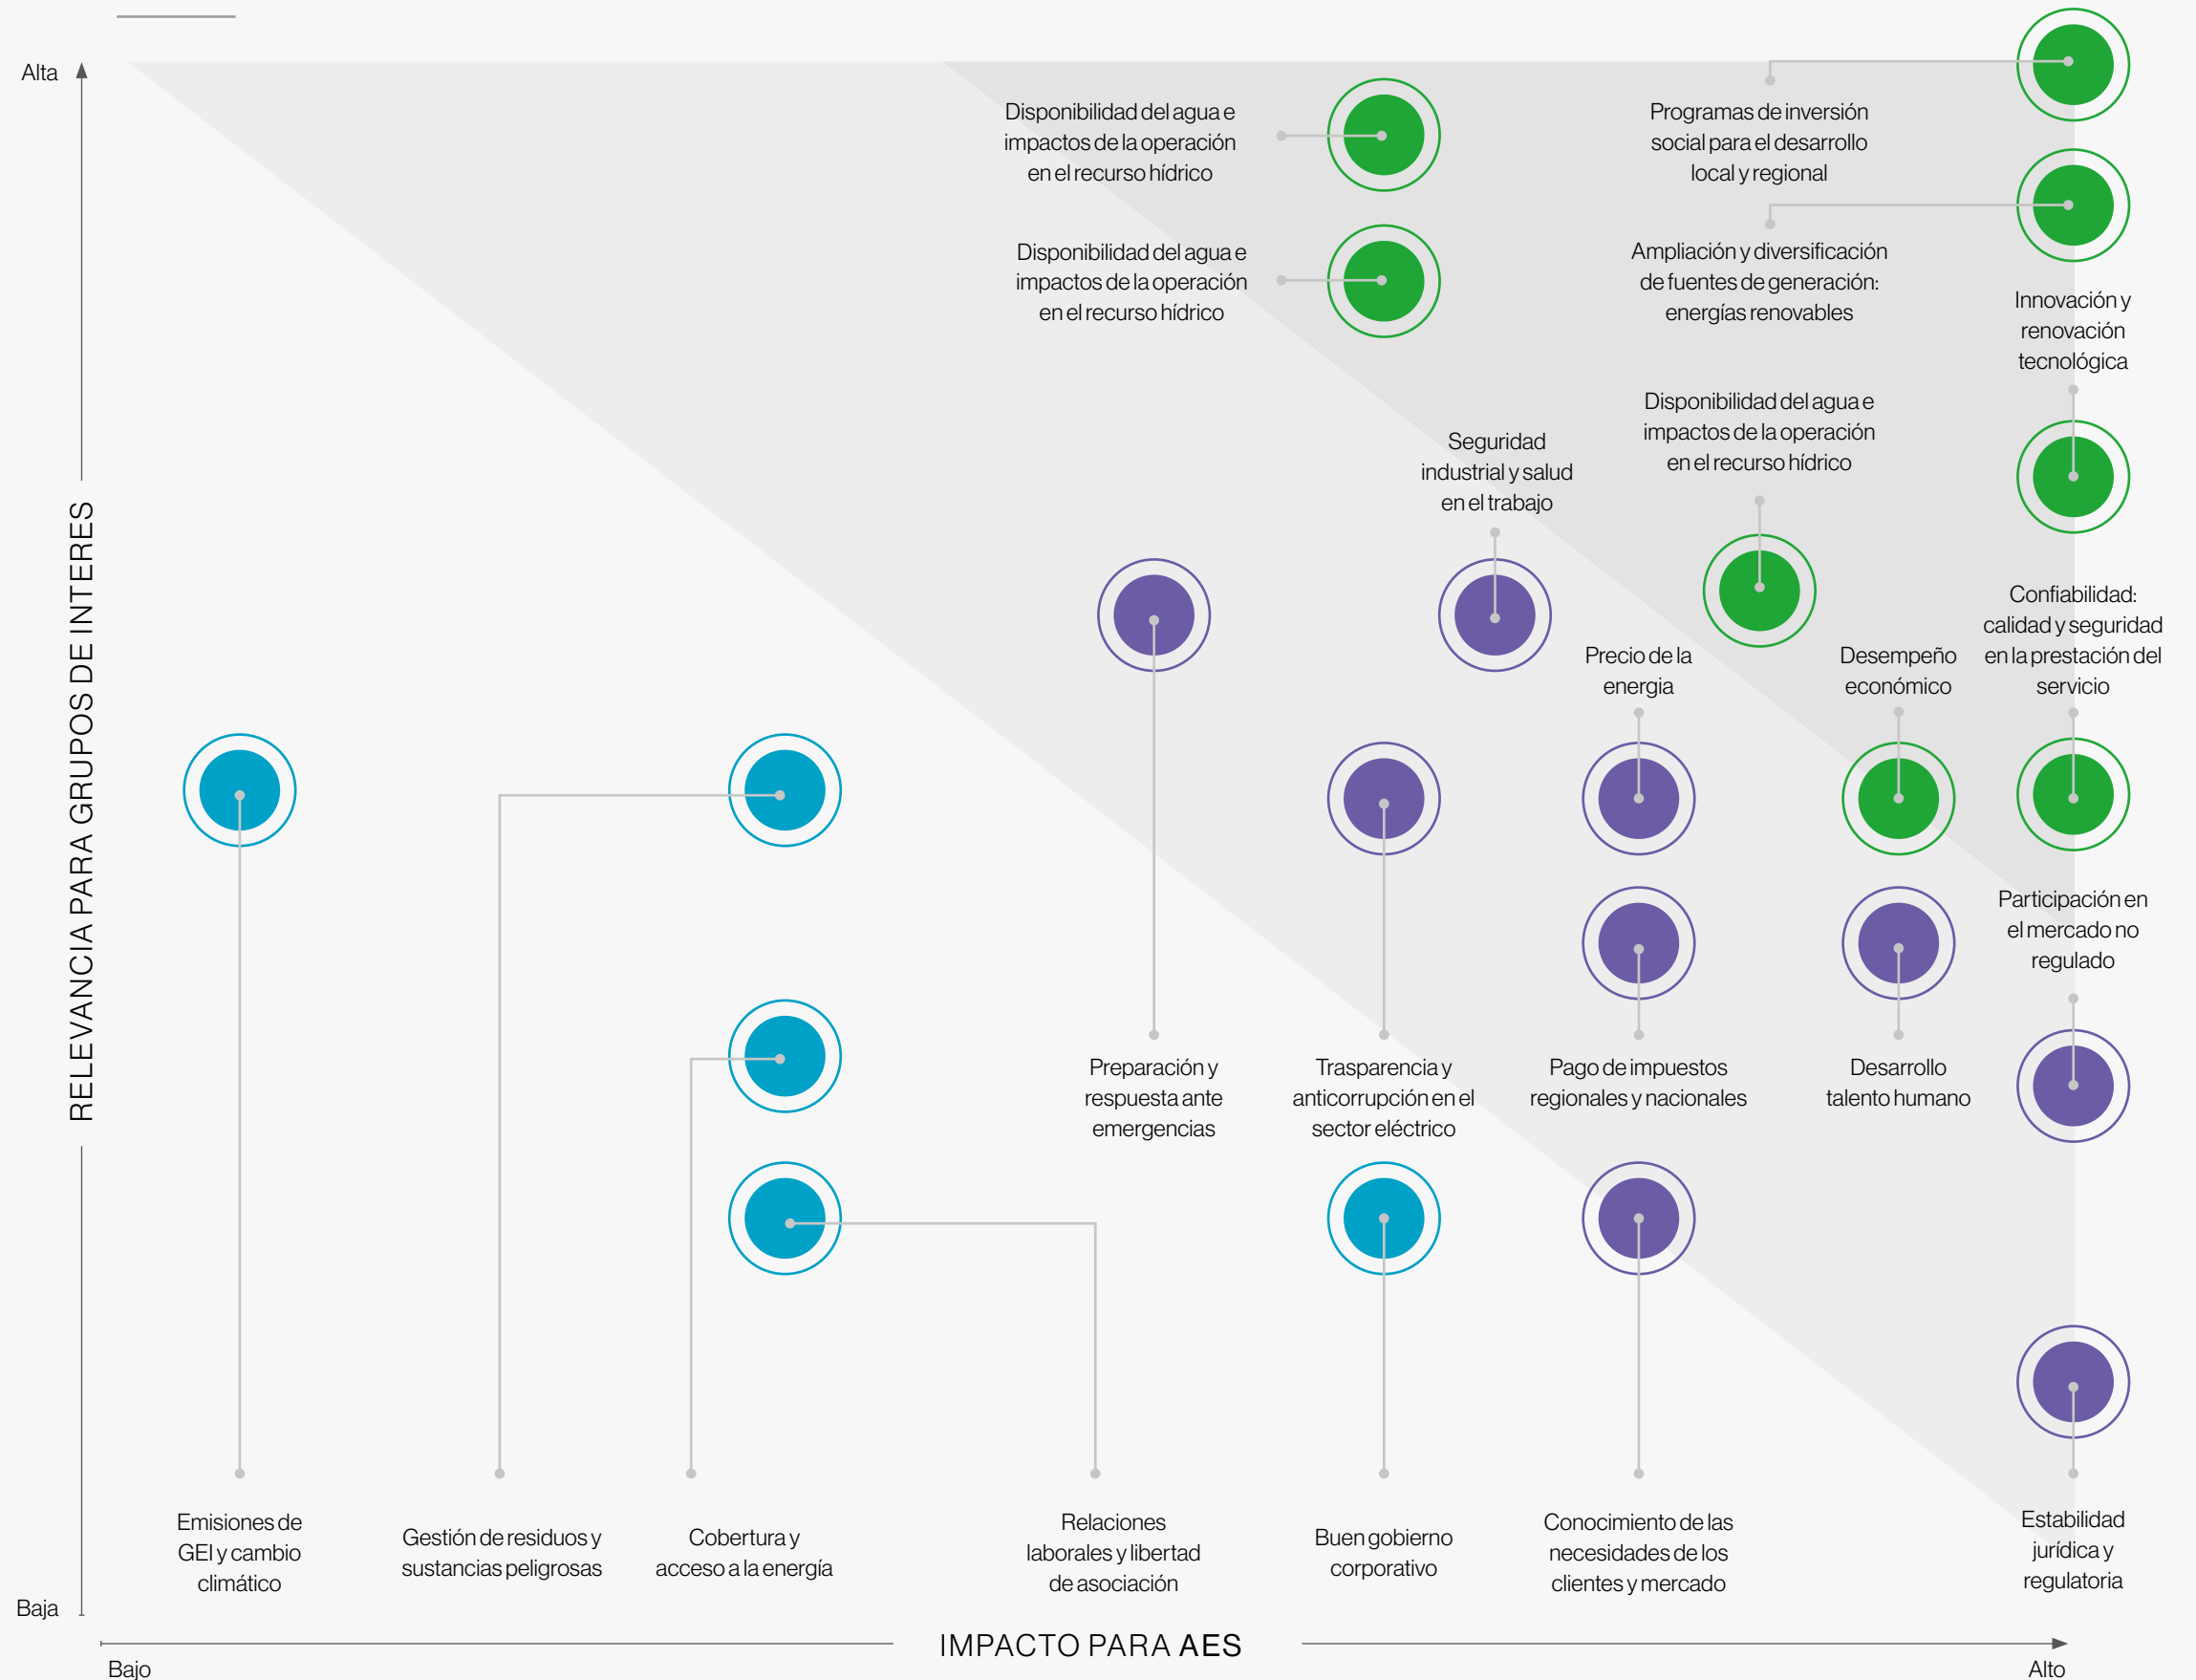 Alta
Disponibilidad del agua e
impactos de la operación
en el recurso hídrico
Programas de inversión
social para el desarrollo
local y regional
Disponibilidad del agua e
impactos de la operación
en el recurso hídrico
Ampliación y diversificación
de fuentes de generación:
energías renovables
Innovación y
renovación
tecnológica
Disponibilidad del agua e
impactos de la operación
en el recurso hídrico
Seguridad
industrial y salud
en el trabajo
RELEVANCIA PARA GRUPOS DE INTERES
Precio de la
energia
Desempeño
económico
Confiabilidad:
calidad y seguridad
en la prestación del
servicio
Participación en
el mercado no
regulado
Preparación y
respuesta ante
emergencias
Trasparencia y
anticorrupción en el
sector eléctrico
Pago de impuestos
regionales y nacionales
Desarrollo
talento humano
Emisiones de
GEI y cambio
climático
Gestión de residuos y
sustancias peligrosas
Cobertura y
acceso a la energía
Relaciones
laborales y libertad
de asociación
Buen gobierno
corporativo
Conocimiento de las
necesidades de los
clientes y mercado
Estabilidad
jurídica y
regulatoria
Baja
IMPACTO PARA AES
Bajo
Alto